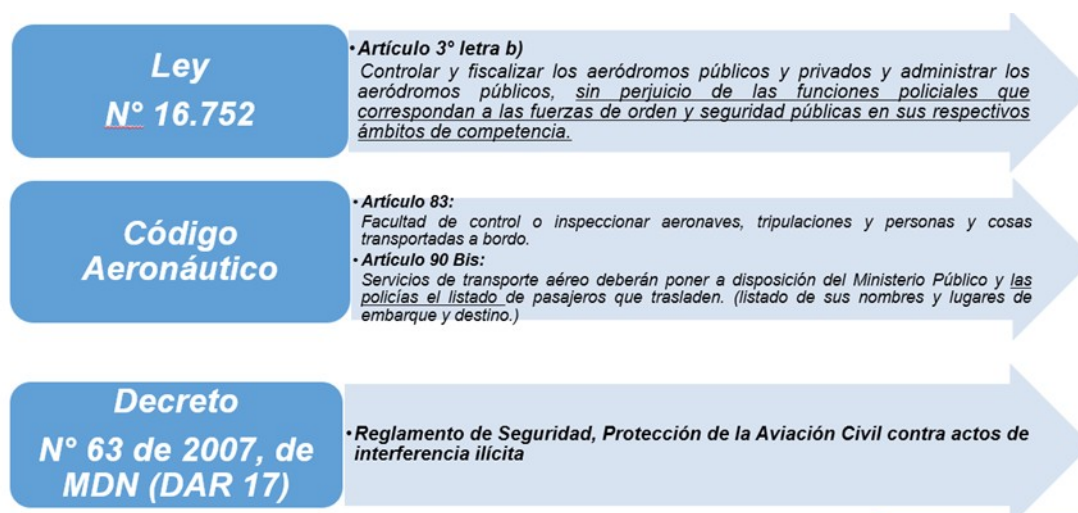 Ley
N° 16.752
• Artículo 3° letra b)
Controlar y fiscalizar los aeródromos públicos y privados y administrar los
aeródromos públicos, sin perjuicio de las funciones policiales que
correspondan a las fuerzas de orden y seguridad públicas en sus respectivos
ámbitos de competencia.
Código
Aeronáutico
• Artículo 83:
Facultad de control o inspeccionar aeronaves, tripulaciones y personas y cosas
transportadas a bordo.
• Artículo 90 Bis:
Servicios de transporte aéreo deberán poner a disposición del Ministerio Público y las
policías el listado de pasajeros que trasladen. (listado de sus nombres y lugares de
embarque y destino.)
Decreto
N° 63 de 2007, de
MDN (DAR 17)
• Reglamento de Seguridad, Protección de la Aviación Civil contra actos de
interferencia ilícita